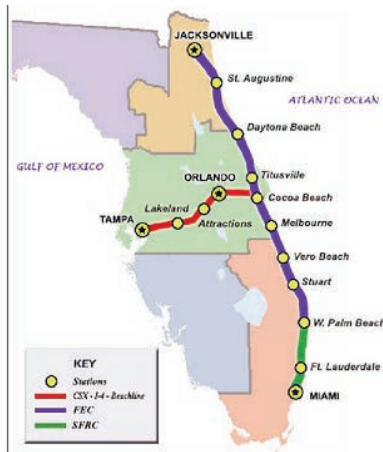 JACKSONVILLE
St. Augustine
ATLANTIC OCEAN
Daytona Beach
GULF OF MEXICO
Titusville
ORLANDO
Cocoa Beach
Lakeland
TAMPA
Attractions
Melbourne
Vero Beach
Stuart
W. Palm Beach
KEY
Stations
Ft. Lauderdale
CSX - I-4 - Beachline
MIAMI
FEC
SFRC